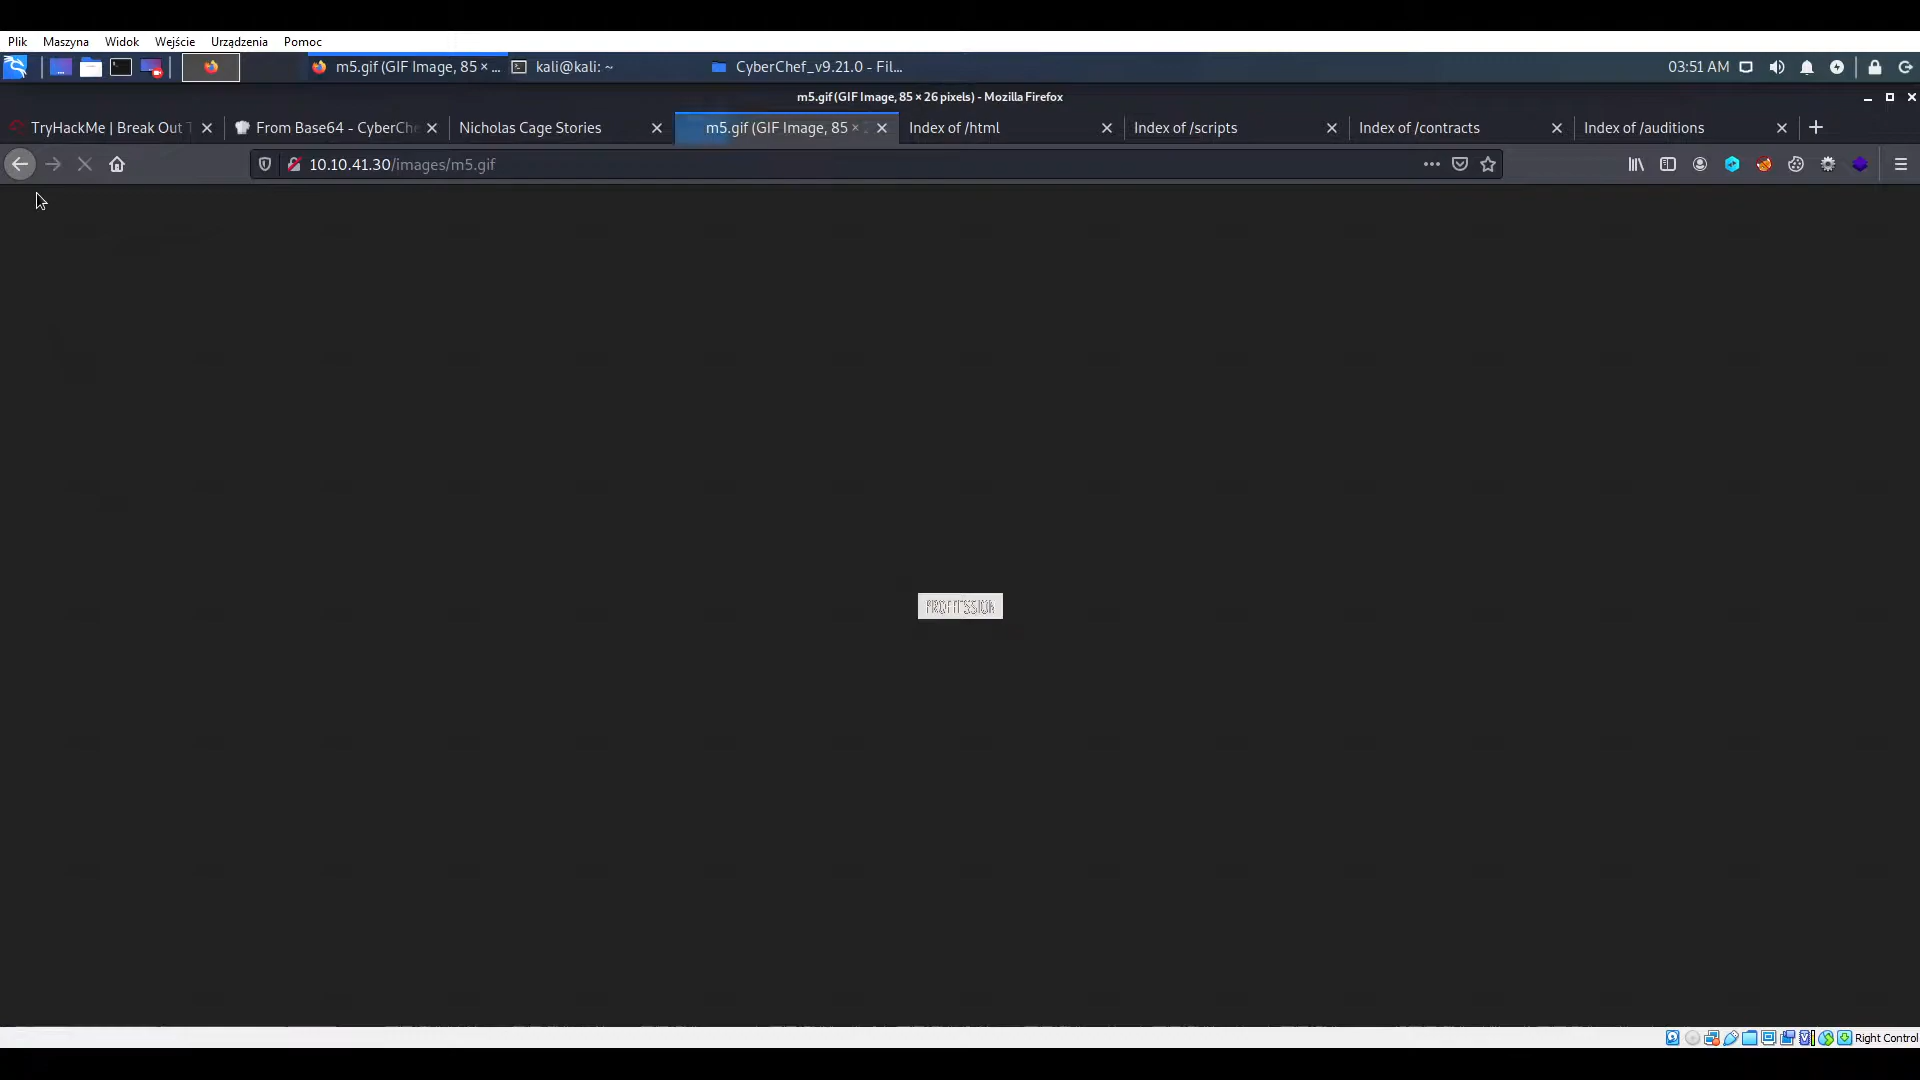 Plik Maszyna Widok Wejście Urządzenia Pomoc
m5.gif (GIF Image, 85 × ... kali@kali: ~ CyberChef_v9.21.0 - Fil... 03:51 AM
m5.gif (GIF Image, 85 × 26 pixels) - Mozilla Firefox
TryHackMe | Break Out T From Base64 - CyberChe Nicholas Cage Stories m5.gif (GIF Image, 85 × Index of /html Index of /scripts Index of /contracts Index of /auditions
10.10.41.30/images/m5.gif
Right Control